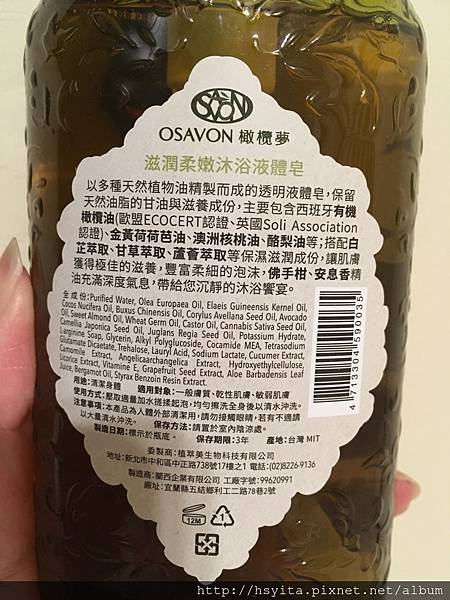 OSAVON
OSAVON 橄欖夢
滋潤柔嫩沐浴液體皂
以多種天然植物油精製而成的透明液體皂，保留
天然油脂的甘油與滋養成份，主要包含西班牙有機
橄欖油(歐盟ECOCERT認證、英國Soli Association
認證)、金黃荷荷芭油、澳洲核桃油、酪梨油等；搭配白
芷萃取、甘草萃取、蘆薈萃取等保濕滋潤成份，讓肌膚
獲得極佳的滋養，豐富柔細的泡沫，佛手柑、安息香精
油充滿深度氣息，帶給您沉靜的沐浴饗宴。
全成份：Purified Water, Olea Europaea Oil, Elaeis Guineensis Kernel Oil,
Cocos Nucifera Oil, Buxus Chinensis Oil, Corylus Avellana Seed Oil, Avocado
Oil, Sweet Almond Oil, Wheat Germ Oil, Castor Oil, Cannabis Sativa Seed Oil,
Camellia Japonica Seed Oil, Juglans Regia Seed Oil, Potassium Hydrate,
Larginine Soap, Glycerin, Alkyl Polyglucoside, Cocamide MEA, Tetrasodium
Glutamate Dicaetate, Trehalose, Lauryl Acid, Sodium Lactate, Cucumer Extract,
Camomile Extract, Angelicaarchangelica Extract, Hydroxyethylcellulose,
Licorice Extract, Vitamine E, Grapefruit Seed Extract, Aloe Barbadensis Leaf
Juice, Bergamot Oil, Styrax Benzoin Resin Extract.
用途：清潔身體 適用對象：一般膚質、乾性肌膚、敏弱肌膚
使用方式：壓取適量加水搓揉起泡，均勻擦洗全身後以清水沖洗。
注意事項：本產品為人體外部清潔用，請勿接觸眼睛，若有不適請
以大量清水沖洗。 保存方法：請置於室內陰涼處。
製造日期：標示於瓶底。 保存期限：3年 產地：台灣 MIT
委製商：植萃美生物科技有限公司
地址：新北市中和區中正路738號17樓之1 電話：(02)8226-9136
製造商：闊西企業有限公司 工廠字號：99620991
廠址：宜蘭縣五結鄉利工二路78巷2號
4 713304 590035
12M
1
http://hsyita.pixnet.net/album